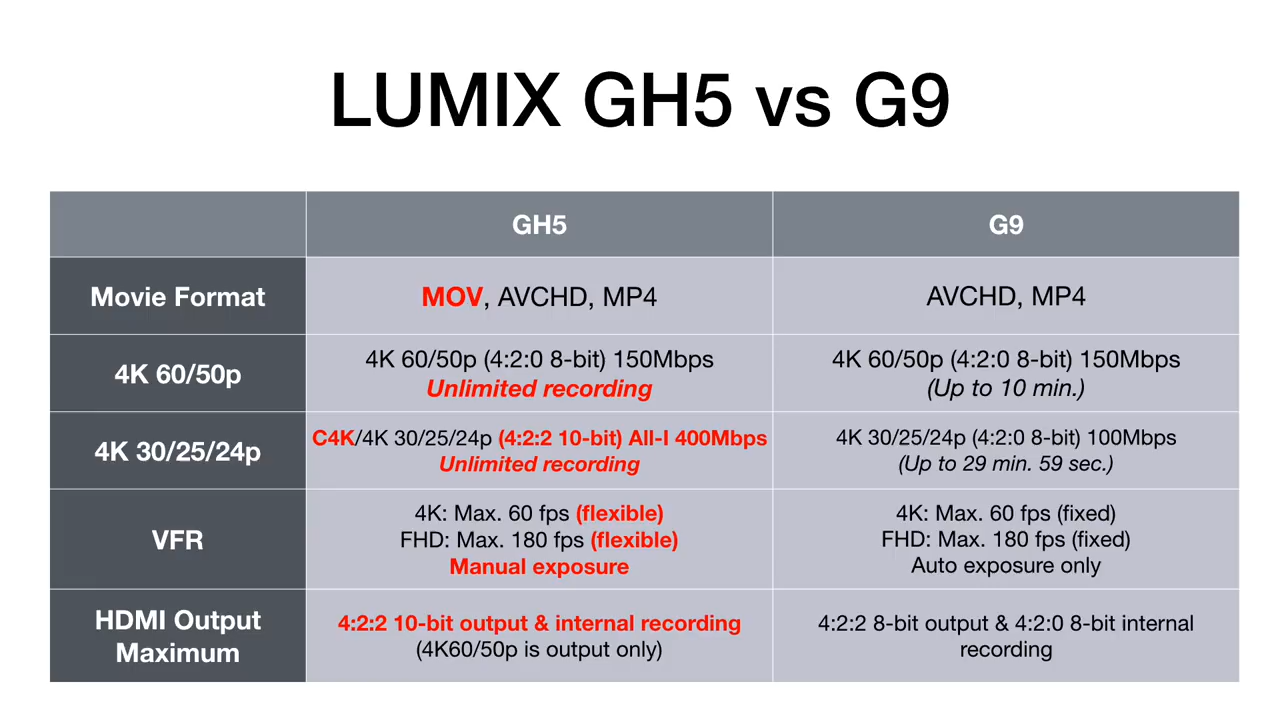 LUMIX GH5 vs G9
GH5
G9
Movie Format
MOV, AVCHD, MP4
AVCHD, MP4
4K 60/50p
4K 60/50p (4:2:0 8-bit) 150Mbps
Unlimited recording
4K 60/50p (4:2:0 8-bit) 150Mbps
(Up to 10 min.)
4K 30/25/24p
C4K/4K 30/25/24p (4:2:2 10-bit) All-I 400Mbps
Unlimited recording
4K 30/25/24p (4:2:0 8-bit) 100Mbps
(Up to 29 min. 59 sec.)
VFR
4K: Max. 60 fps (flexible)
FHD: Max. 180 fps (flexible)
Manual exposure
4K: Max. 60 fps (fixed)
FHD: Max. 180 fps (fixed)
Auto exposure only
HDMI Output
Maximum
4:2:2 10-bit output & internal recording
(4K60/50p is output only)
4:2:2 8-bit output & 4:2:0 8-bit internal
recording